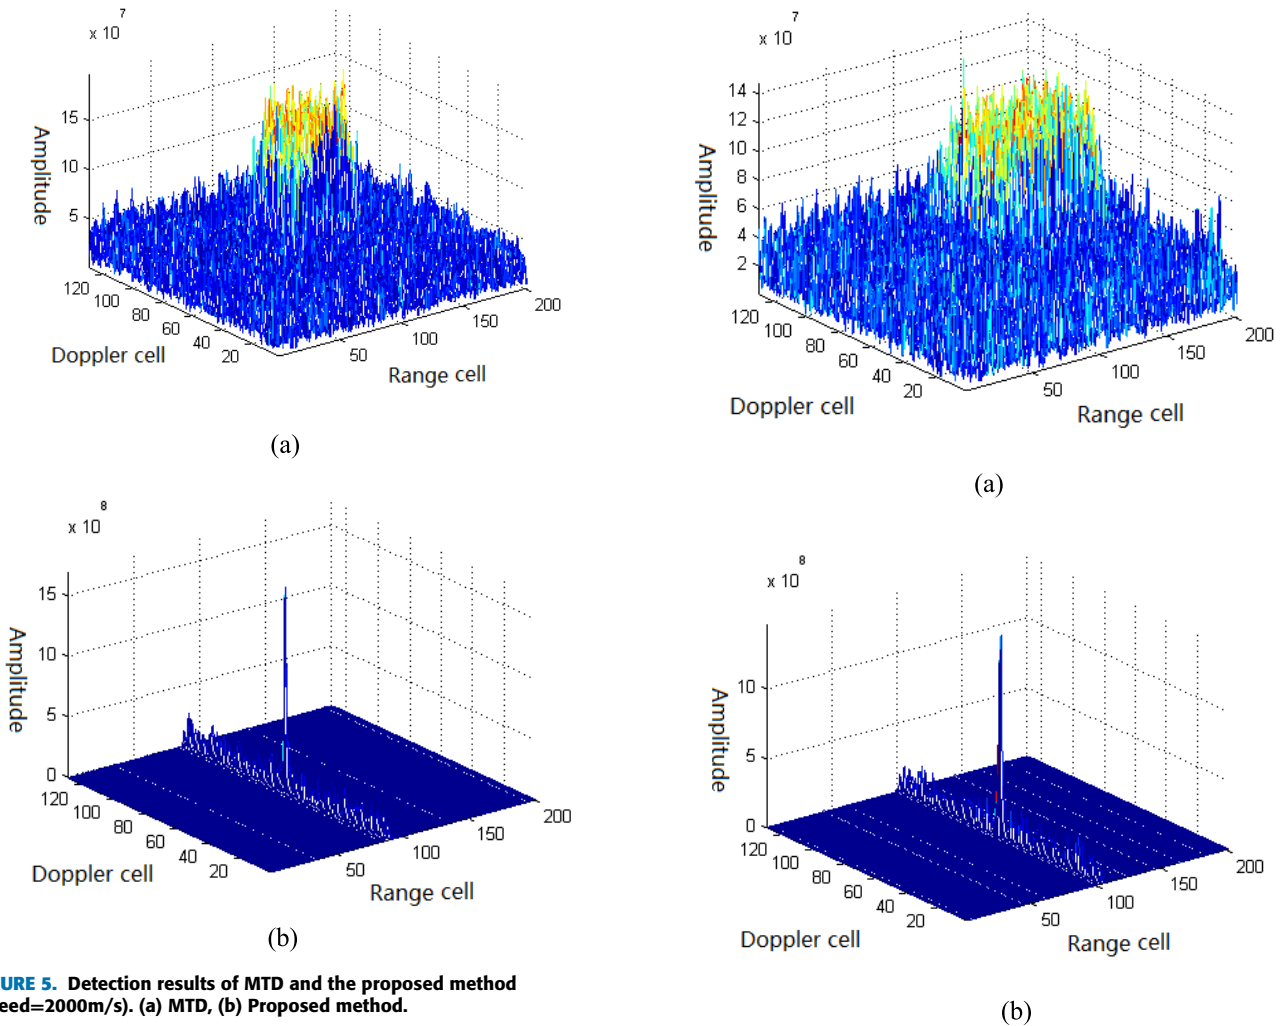 x 10 7
Amplitude
15
10
5
120
100
80
60
40
20
50
100
150
200
Doppler cell
Range cell
(a)
x 10 8
Amplitude
15
10
5
0
120
100
80
60
40
20
50
100
150
200
Doppler cell
Range cell
(b)
URE 5. Detection results of MTD and the proposed method
eed=2000m/s). (a) MTD, (b) Proposed method.
x 10 7
Amplitude
14
12
10
8
6
4
2
120
100
80
60
40
20
50
100
150
200
Doppler cell
Range cell
(a)
x 10 8
Amplitude
10
5
0
120
100
80
60
40
20
50
100
150
200
Doppler cell
Range cell
(b)